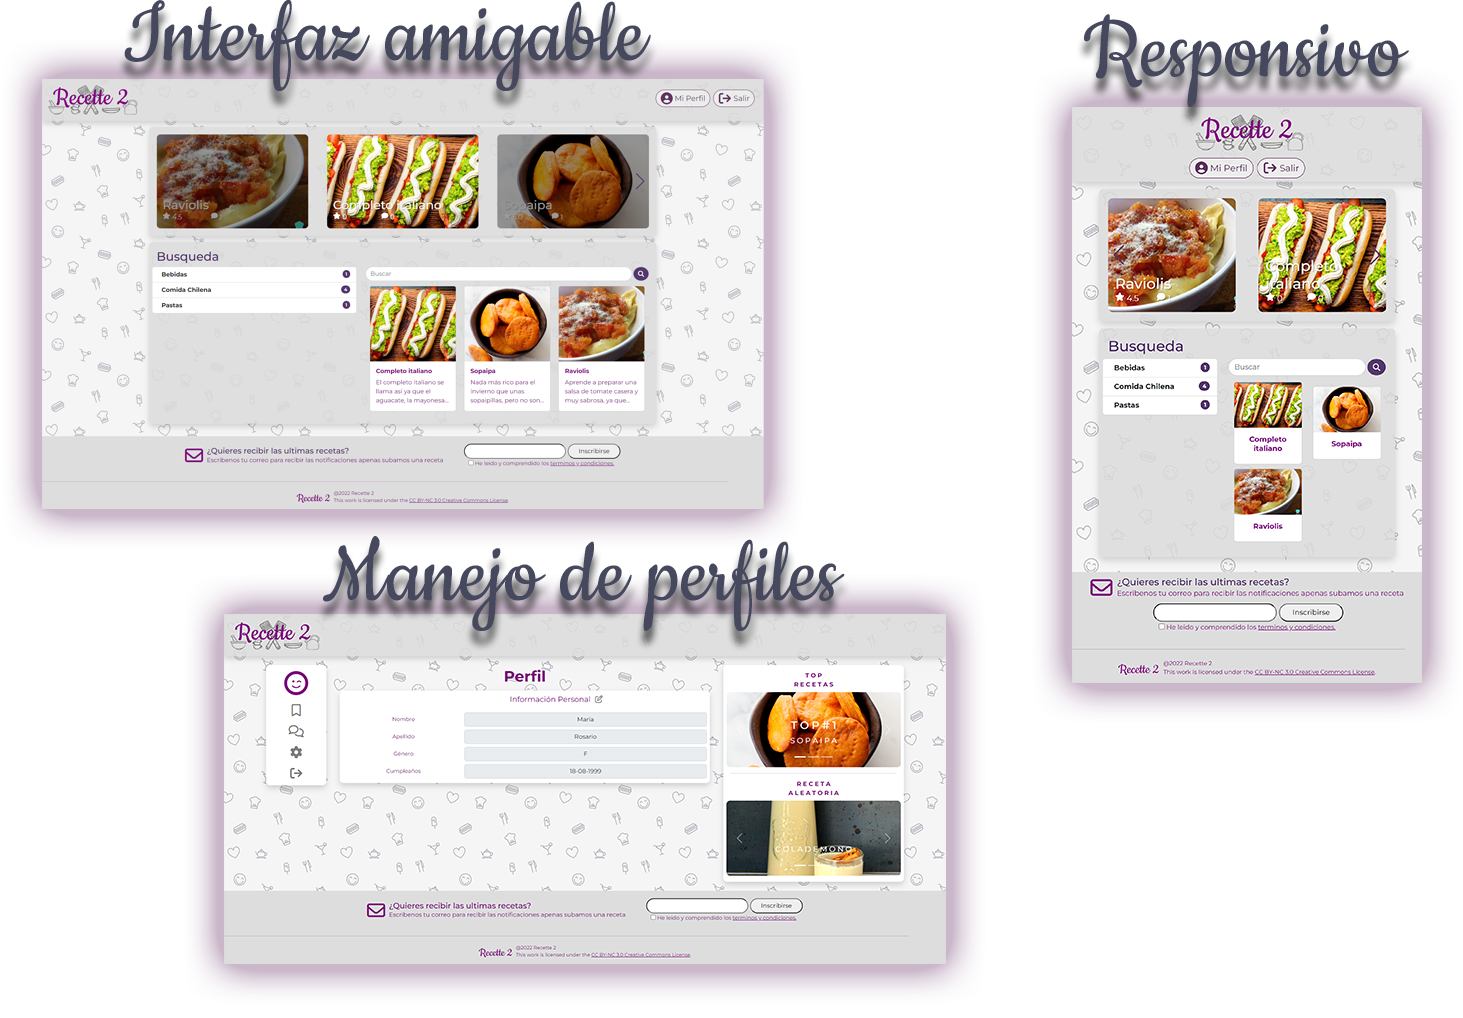 Interfaz amigable
Recette 2
Mi Perfil
Salir
Raviolis
4.5
Completo italiano
0
0
Sopaipa
1
Busqueda
Bebidas 1
Comida Chilena 4
Pastas 1
Buscar
Completo italiano
El completo italiano se
llama así ya que el
aguacate, la mayonesa...
Sopaipa
Nada más rico para el
invierno que unas
sopaipillas, pero no son...
Raviolis
Aprende a preparar una
salsa de tomate casera y
muy sabrosa, ya que...
¿Quieres recibir las ultimas recetas?
Escribenos tu correo para recibir las notificaciones apenas subamos una receta
Inscribirse
He leido y comprendido los terminos y condiciones.
Recette 2
@2022 Recette 2
This work is licensed under the CC BY-NC 3.0 Creative Commons License.
Responsivo
Recette 2
Mi Perfil
Salir
Raviolis
4.5
Completo
italiano
0
Busqueda
Bebidas 1
Comida Chilena 4
Pastas 1
Buscar
Completo
italiano
Sopaipa
Raviolis
¿Quieres recibir las ultimas recetas?
Escribenos tu correo para recibir las notificaciones apenas subamos una receta
Inscribirse
He leido y comprendido los terminos y condiciones.
Recette 2
@2022 Recette 2
This work is licensed under the CC BY-NC 3.0 Creative Commons License.
Manejo de perfiles
Recette 2
Perfil
Información Personal
Nombre Maria
Apellido Rosario
Género F
Cumpleaños 18-08-1999
TOP
RECETAS
TOP#1
SOPAIPA
RECETA
ALEATORIA
COLADEMONO
¿Quieres recibir las ultimas recetas?
Escribenos tu correo para recibir las notificaciones apenas subamos una receta
Inscribirse
He leido y comprendido los terminos y condiciones.
Recette 2
@2022 Recette 2
This work is licensed under the CC BY-NC 3.0 Creative Commons License.